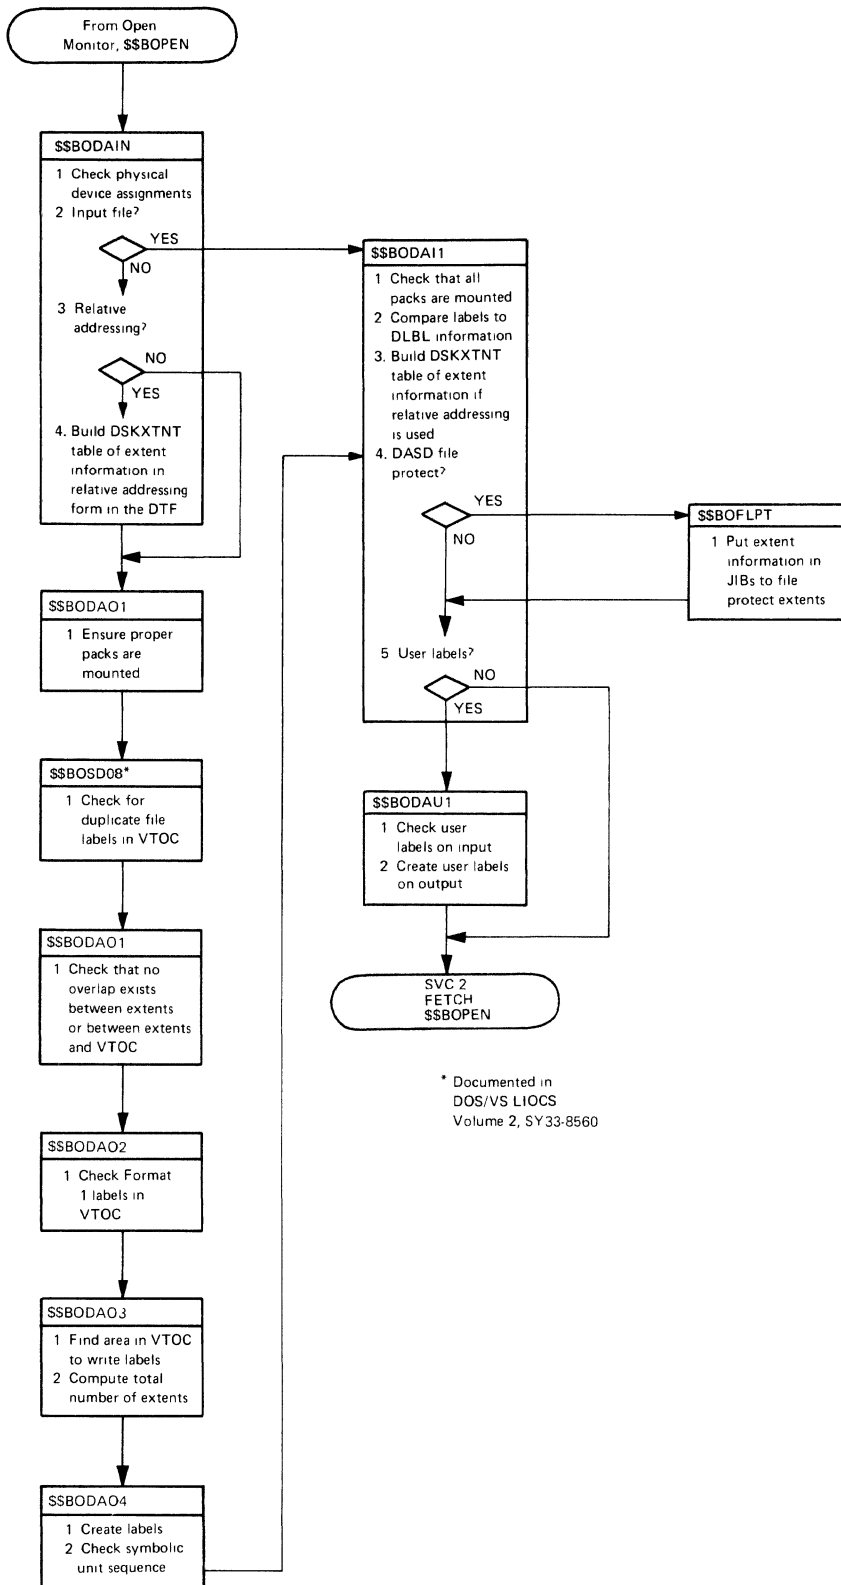 From Open
Monitor, $$BOPEN
$$BODAIN
1 Check physical
device assignments
2 Input file?
YES
NO
3 Relative
addressing?
NO
YES
4. Build DSKXTNT
table of extent
information in
relative addressing
form in the DTF
$$BODAO1
1 Ensure proper
packs are
mounted
$$BOSD08*
1 Check for
duplicate file
labels in VTOC
$$BODAO1
1 Check that no
overlap exists
between extents
or between extents
and VTOC
$$BODAO2
1 Check Format
1 labels in
VTOC
$$BODAO3
1 Find area in VTOC
to write labels
2 Compute total
number of extents
$$BODAO4
1 Create labels
2 Check symbolic
unit sequence
$$BODAI1
1 Check that all
packs are mounted
2 Compare labels to
DLBL information
3. Build DSKXTNT
table of extent
information if
relative addressing
is used
4. DASD file
protect?
YES
NO
5 User labels?
NO
YES
$$BOFLPT
1 Put extent
information in
JIBs to file
protect extents
$$BODAU1
1 Check user
labels on input
2 Create user labels
on output
SVC 2
FETCH
$$BOPEN
* Documented in
DOS/VS LIOCS
Volume 2, SY33-8560